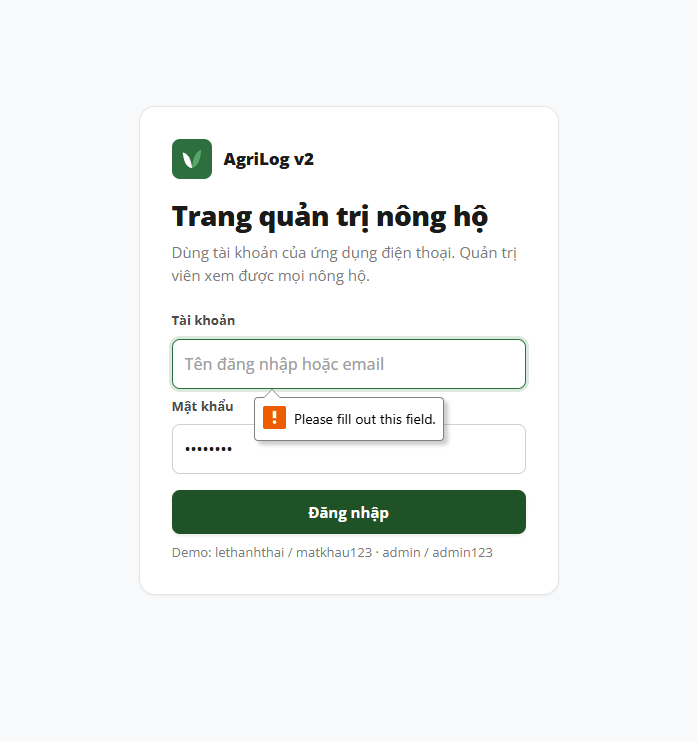 AgriLog v2
Trang quản trị nông hộ
Dùng tài khoản của ứng dụng điện thoại. Quản trị
viên xem được mọi nông hộ.
Tài khoản
Tên đăng nhập hoặc email
Mật khẩu
Please fill out this field.
••••••••
Đăng nhập
Demo: lethanhthai / matkhau123 · admin / admin123